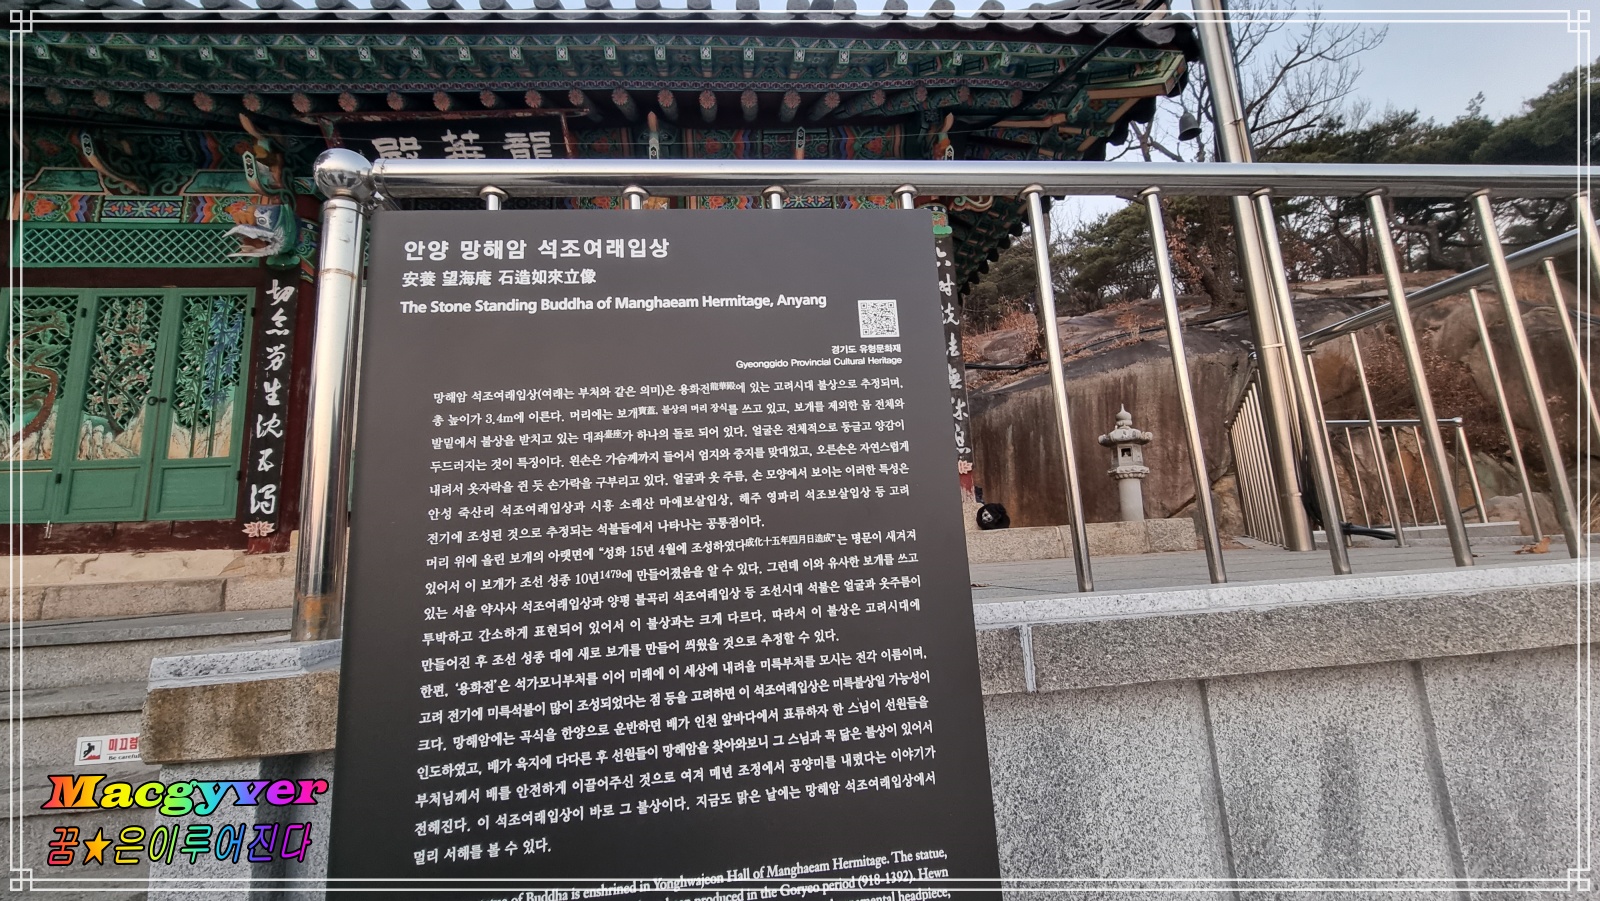 殿華龍
안양 망해암 석조여래입상
安養 望海庵 石造如來立像
The Stone Standing Buddha of Manghaeam Hermitage, Anyang
경기도 유형문화재
Gyeonggido Provincial Cultural Heritage
망해암 석조여래입상(여래는 부처와 같은 의미)은 용화전龍華殿에 있는 고려시대 불상으로 추정되며,
총 높이가 3.4m에 이른다. 머리에는 보개寶蓋, 불상의 머리 장식를 쓰고 있고, 보개를 제외한 몸 전체와
발밑에서 불상을 받치고 있는 대좌臺座가 하나의 돌로 되어 있다. 얼굴은 전체적으로 둥글고 양감이
두드러지는 것이 특징이다. 왼손은 가슴께까지 들어서 엄지와 중지를 맞대었고, 오른손은 자연스럽게
내려서 옷자락을 쥔 듯 손가락을 구부리고 있다. 얼굴과 옷 주름, 손 모양에서 보이는 이러한 특성은
안성 죽산리 석조여래입상과 시흥 소래산 마애보살입상, 해주 영파리 석조보살입상 등 고려
전기에 조성된 것으로 추정되는 석불들에서 나타나는 공통점이다.
머리 위에 올린 보개의 아랫면에 “성화 15년 4월에 조성하였다成化十五年四月日造成”는 명문이 새겨져
있어서 이 보개가 조선 성종 10년1479에 만들어졌음을 알 수 있다. 그런데 이와 유사한 보개를 쓰고
있는 서울 약사사 석조여래입상과 양평 불곡리 석조여래입상 등 조선시대 석불은 얼굴과 옷주름이
투박하고 간소하게 표현되어 있어서 이 불상과는 크게 다르다. 따라서 이 불상은 고려시대에
만들어진 후 조선 성종 대에 새로 보개를 만들어 씌웠을 것으로 추정할 수 있다.
한편, ‘용화전’은 석가모니부처를 이어 미래에 이 세상에 내려올 미륵부처를 모시는 전각 이름이며,
고려 전기에 미륵석불이 많이 조성되었다는 점 등을 고려하면 이 석조여래입상은 미륵불상일 가능성이
크다. 망해암에는 곡식을 한양으로 운반하던 배가 인천 앞바다에서 표류하자 한 스님이 선원들을
인도하였고, 배가 육지에 다다른 후 선원들이 망해암을 찾아와보니 그 스님과 꼭 닮은 불상이 있어서
부처님께서 배를 안전하게 이끌어주신 것으로 여겨 매년 조정에서 공양미를 내렸다는 이야기가
전해진다. 이 석조여래입상이 바로 그 불상이다. 지금도 맑은 날에는 망해암 석조여래입상에서
멀리 서해를 볼 수 있다.
of Buddha is enshrined in Yonghwajeon Hall of Manghaeam Hermitage. The statue,
produced in the Goryeo period (918-1392). Hewn
headpiece,
미끄럼
Be careful
Macgyver
꿈★은이루어진다